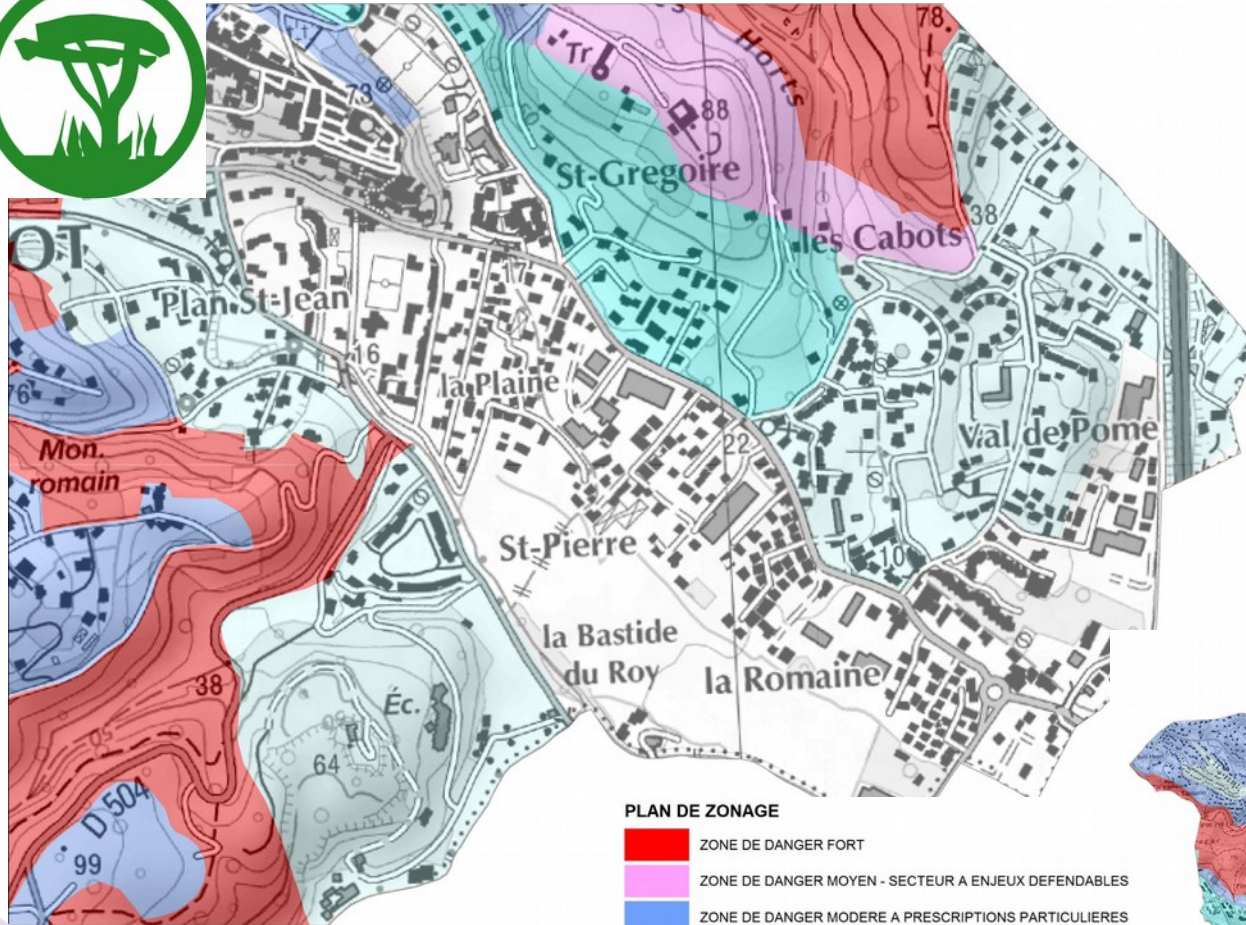 78
Horts
Tr
73
88
St-Gregoire
38
les Cabots
OT
17
Plan St-Jean
16
la Plaine
76
22
Val de Pome
Mon.
romain
St-Pierre
10
la Bastide
du Roy
la Romaine
38
Éc.
50
64
50
D 504
99
PLAN DE ZONAGE
ZONE DE DANGER FORT
ZONE DE DANGER MOYEN - SECTEUR A ENJEUX DEFENDABLES
ZONE DE DANGER MODERE A PRESCRIPTIONS PARTICULIERES